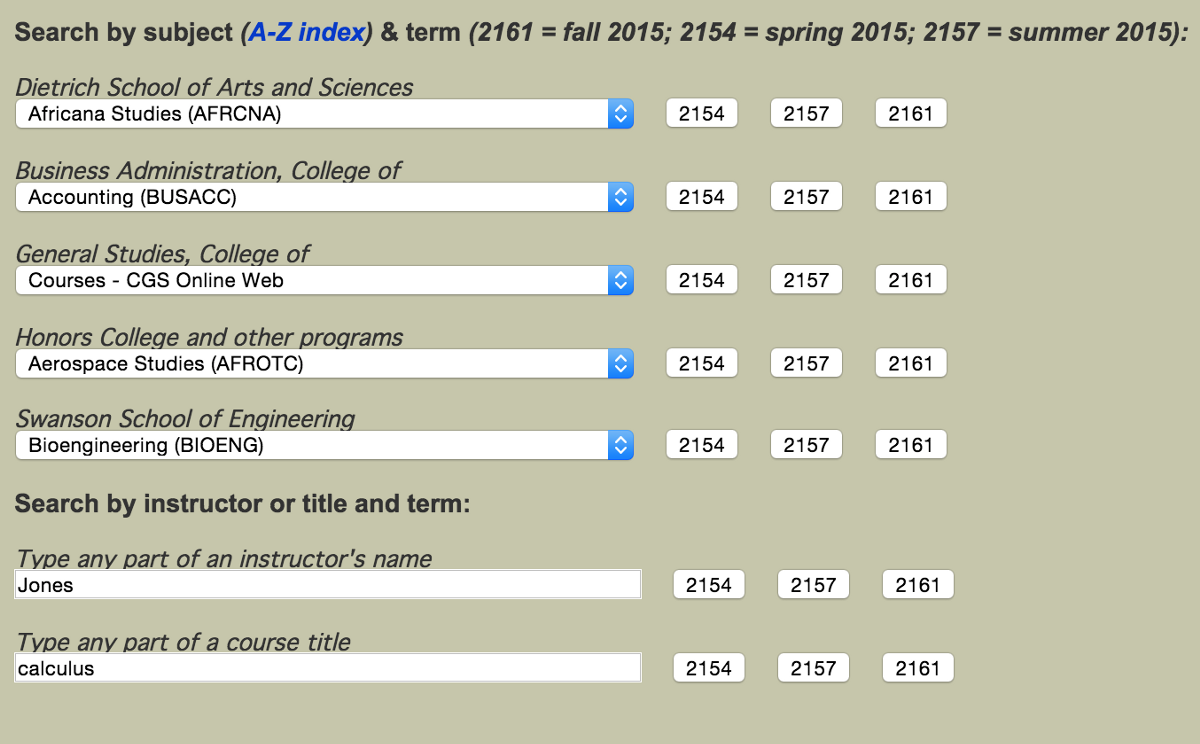 Search by subject (A-Z index) & term (2161 = fall 2015; 2154 = spring 2015; 2157 = summer 2015):
Dietrich School of Arts and Sciences
Africana Studies (AFRCNA) 2154 2157 2161
Business Administration, College of
Accounting (BUSACC) 2154 2157 2161
General Studies, College of
Courses - CGS Online Web 2154 2157 2161
Honors College and other programs
Aerospace Studies (AFROTC) 2154 2157 2161
Swanson School of Engineering
Bioengineering (BIOENG) 2154 2157 2161
Search by instructor or title and term:
Type any part of an instructor's name
Jones 2154 2157 2161
Type any part of a course title
calculus 2154 2157 2161